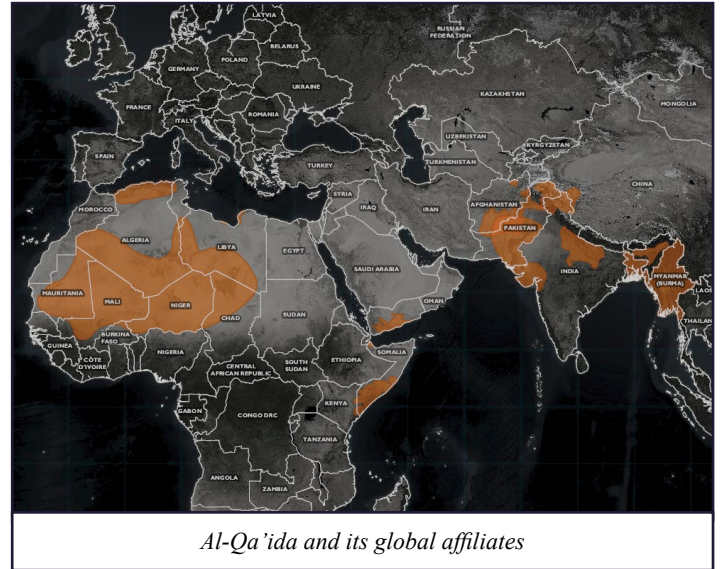 LATVIA
RUSSIAN
FEDERATION
BELARUS
POLAND
GERMANY
UKRAINE
FRANCE
ROMANIA
ITALY
KAZAKHSTAN
MONGOLIA
UZBEKISTAN
KYRGYZSTAN
SPAIN
TURKEY
TURKMENISTAN
CHINA
SYRIA
AFGHANISTAN
IRAQ
IRAN
MOROCCO
PAKISTAN
ALGERIA
LIBYA
EGYPT
SAUDI ARABIA
INDIA
MYANMAR
(BURMA)
LAOS
MAURITANIA
MALI
NIGER
OMAN
CHAD
SUDAN
THAILAN
BURKINA
FASO
GUINEA
CÔTE
D'IVOIRE
NIGERIA
SOMALIA
ETHIOPIA
CENTRAL
AFRICAN REPUBLIC
SOUTH
SUDAN
GABON
CONGO DRC
KENYA
TANZANIA
ANGOLA
ZAMBIA
Al-Qa'ida and its global affiliates